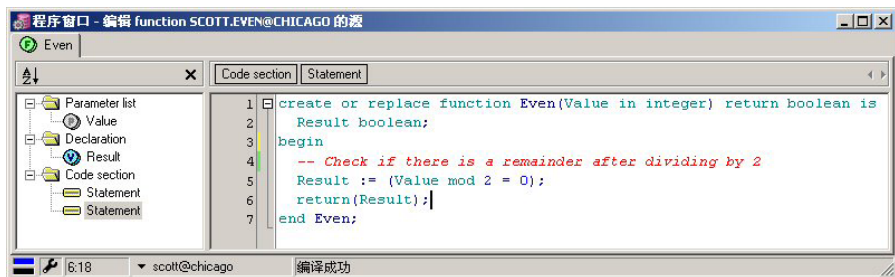 程序窗口 - 编辑 function SCOTT.EVEN@CHICAGO 的源
F Even
A Z
Code section Statement
Parameter list
P Value
Declaration
V Result
Code section
Statement
Statement
1 create or replace function Even(Value in integer) return boolean is
2 Result boolean;
3 begin
4 -- Check if there is a remainder after dividing by 2
5 Result := (Value mod 2 = 0);
6 return(Result);
7 end Even;
6:18 scott@chicago 编译成功